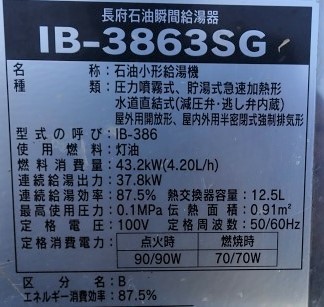 長府石油瞬間給湯器
IB-3863SG
名称:石油小形給湯機
種類:圧力噴霧式、貯湯式急速加熱形
水道直結式(減圧弁・逃し弁内蔵)
屋外用開放形、屋内外用半密閉式強制排気形
型式の呼び:IB-386
使用燃料:灯油
燃料消費量:43.2kW(4.20L/h)
連続給湯出力:37.8kW
連続給湯効率:87.5% 熱交換器容量:12.5L
最高使用圧力:0.1MPa 伝熱面積:0.91m²
定格電圧:100V 定格周波数:50/60Hz
定格消費電力: 点火時 燃焼時
90/90W 70/70W
区分名:B
エネルギー消費効率:87.5%